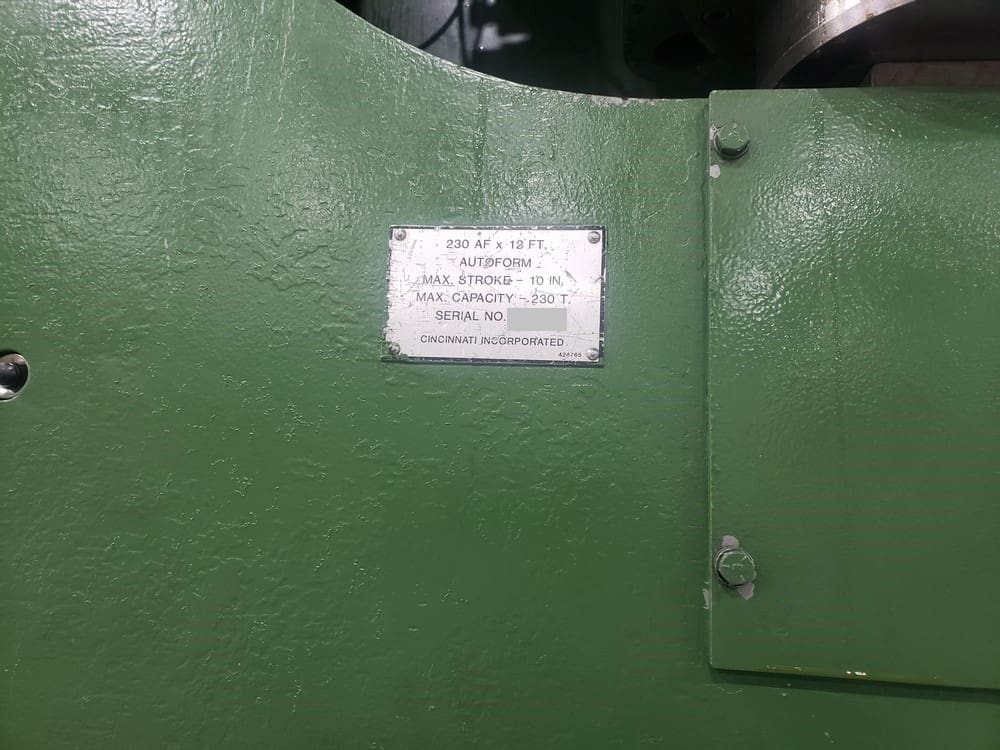 230 AF x 12 FT.
AUTOFORM
MAX. STROKE - 10 IN.
MAX. CAPACITY - 230 T.
SERIAL NO.
CINCINNATI INCORPORATED
424765